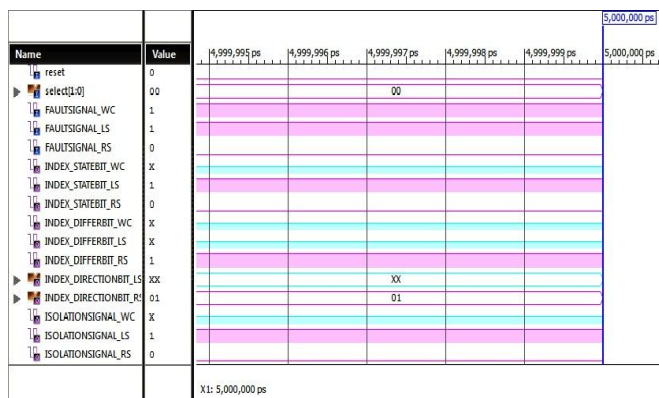 5,000,000 ps
Name Value 4,999,995 ps 4,999,996 ps 4,999,997 ps 4,999,998 ps 4,999,999 ps 5,000,000 ps
reset 0
select[1:0] 00 00
FAULTSIGNAL_WC 1
FAULTSIGNAL_LS 1
FAULTSIGNAL_RS 0
INDEX_STATEBIT_WC X
INDEX_STATEBIT_LS 1
INDEX_STATEBIT_RS 0
INDEX_DIFFERBIT_WC X
INDEX_DIFFERBIT_LS X
INDEX_DIFFERBIT_RS 1
INDEX_DIRECTIONBIT_LS XX XX
INDEX_DIRECTIONBIT_RS 01 01
ISOLATIONSIGNAL_WC X
ISOLATIONSIGNAL_LS 1
ISOLATIONSIGNAL_RS 0
X1: 5,000,000 ps